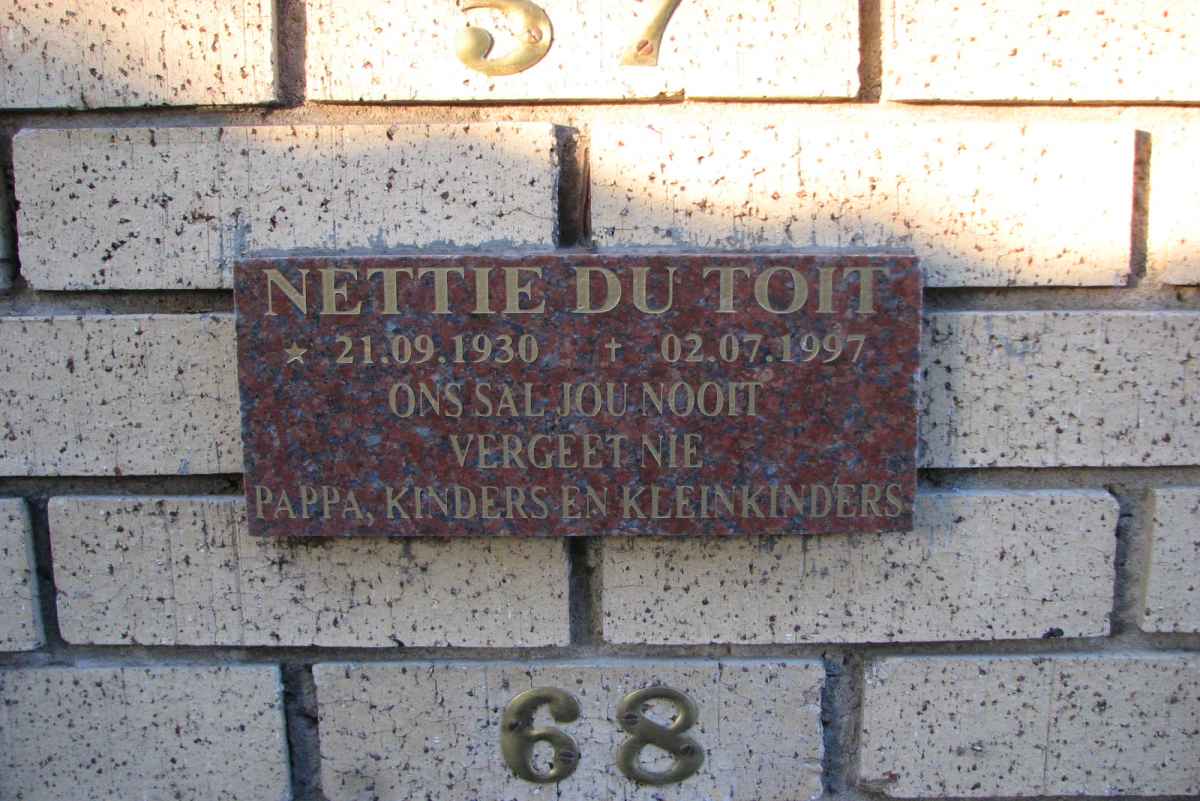 NETTIE DU TOIT
★ 21.09.1930 † 02.07.1997
ONS SAL JOU NOOIT
VERGEET NIE
PAPPA, KINDERS EN KLEINKINDERS
68